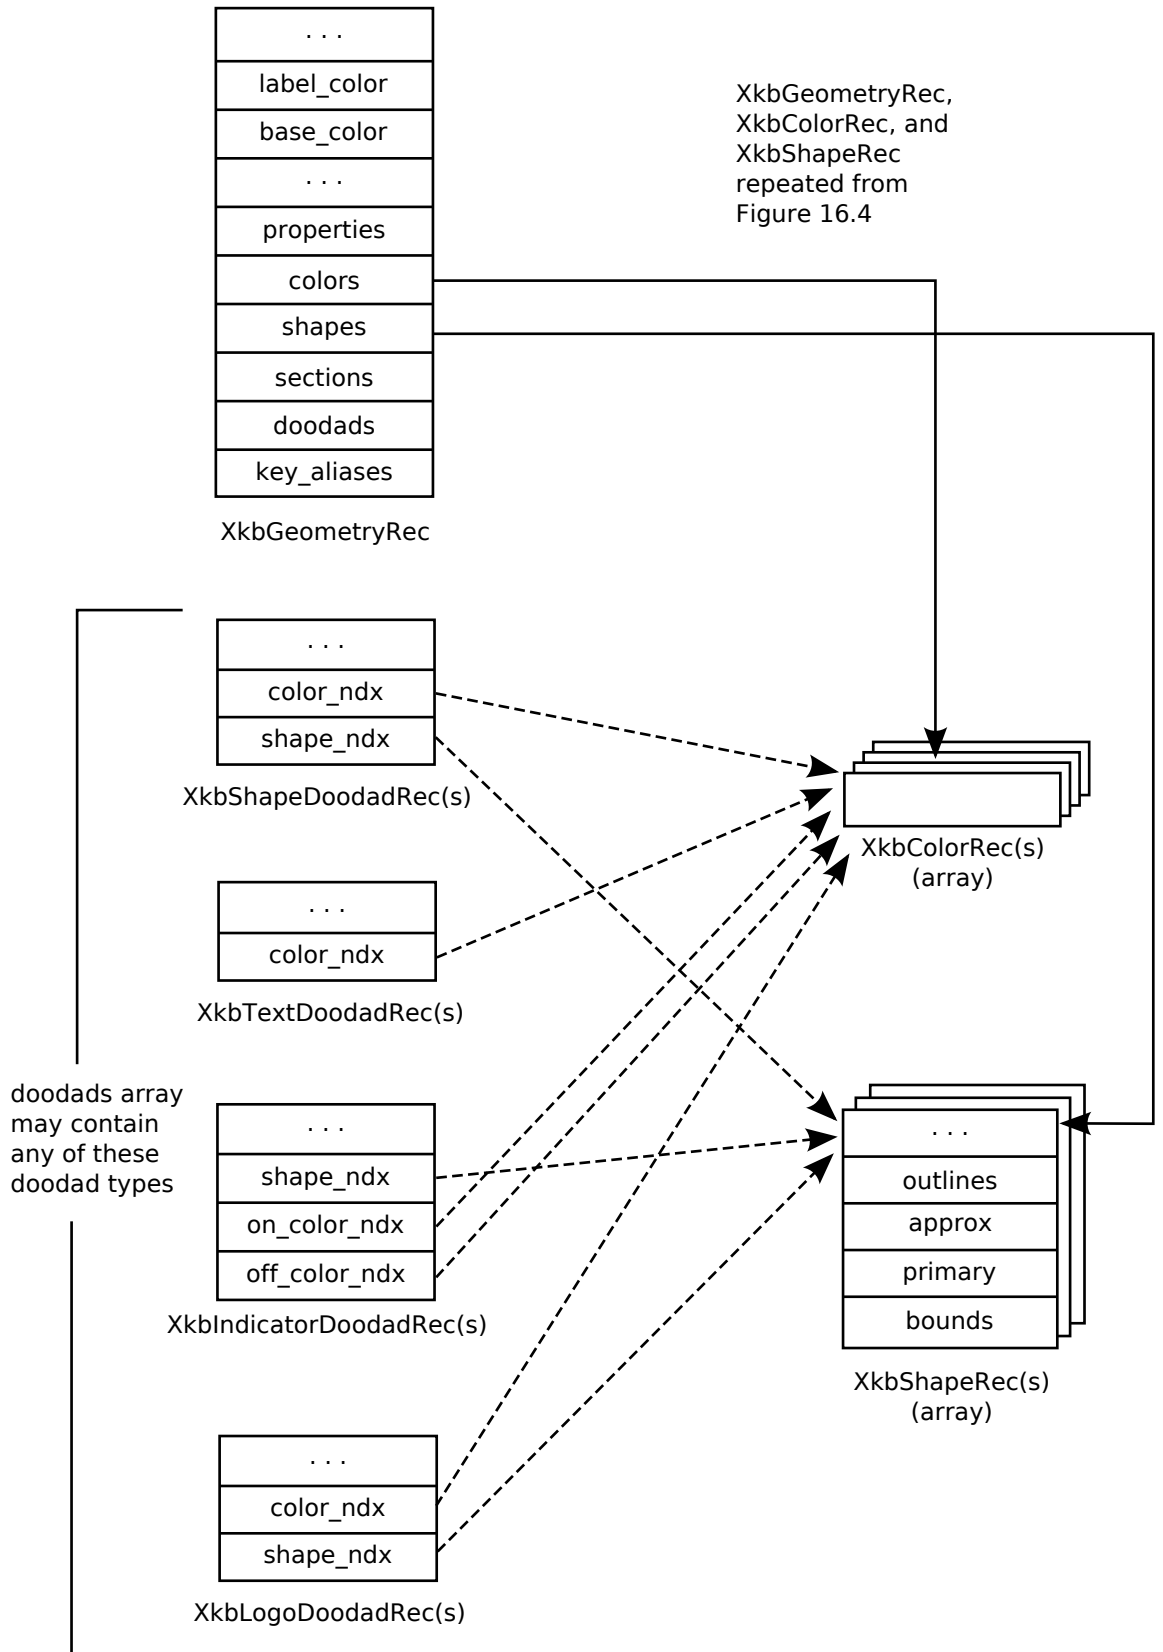 . . .
label_color
base_color
. . .
properties
colors
shapes
sections
doodads
key_aliases
XkbGeometryRec
XkbGeometryRec,
XkbColorRec, and
XkbShapeRec
repeated from
Figure 16.4
. . .
color_ndx
shape_ndx
XkbShapeDoodadRec(s)
. . .
color_ndx
XkbTextDoodadRec(s)
XkbColorRec(s)
(array)
doodads array
may contain
any of these
doodad types
. . .
shape_ndx
on_color_ndx
off_color_ndx
XkbIndicatorDoodadRec(s)
. . .
outlines
approx
primary
bounds
XkbShapeRec(s)
(array)
. . .
color_ndx
shape_ndx
XkbLogoDoodadRec(s)